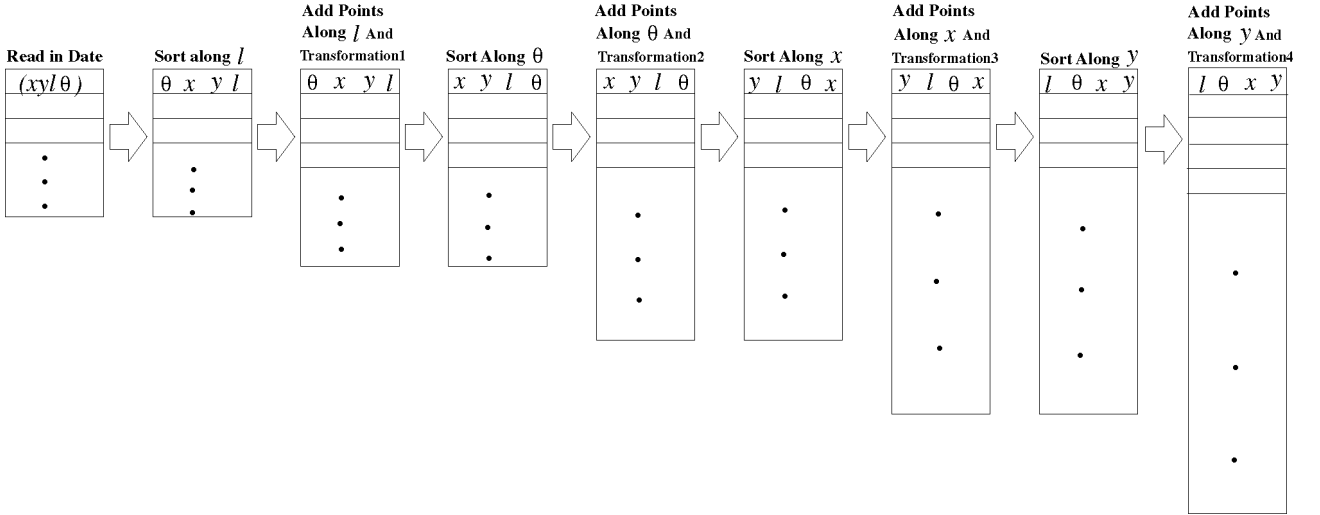 Read in Date
(xylθ)
Sort along l
θ x y l
Add Points
Along l And
Transformation1
θ x y l
Sort Along θ
x y l θ
Add Points
Along θ And
Transformation2
x y l θ
Sort Along x
y l θ x
Add Points
Along x And
Transformation3
y l θ x
Sort Along y
l θ x y
Add Points
Along y And
Transformation4
l θ x y